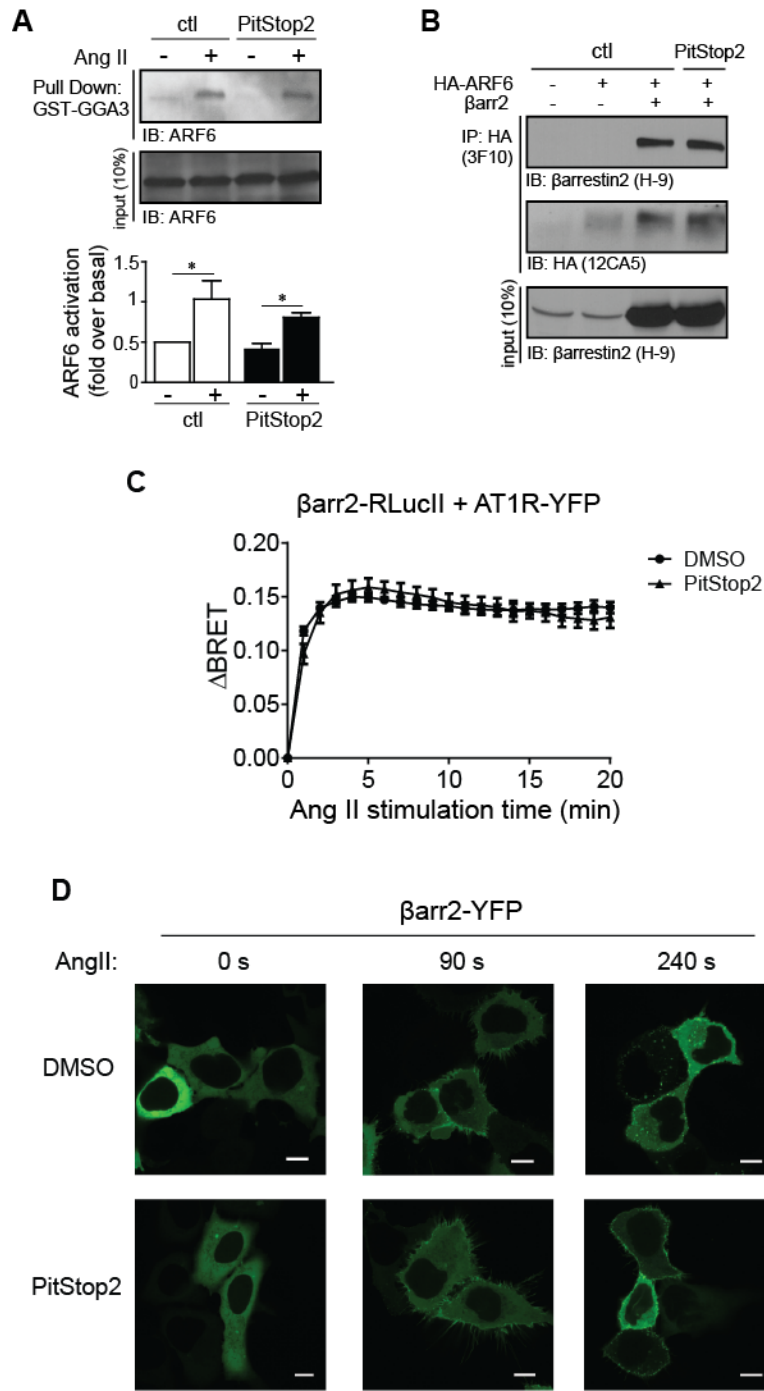 A
ctl PitStop2
Ang II - + - +
Pull Down:
GST-GGA3
IB: ARF6
input (10%)
IB: ARF6
ARF6 activation
(fold over basal)
1.5
1
0.5
0
* *
- + - +
ctl PitStop2
B
ctl PitStop2
HA-ARF6 - + + +
βarr2 - - + +
IP: HA
(3F10)
IB: βarrestin2 (H-9)
IB: HA (12CA5)
input (10%)
IB: βarrestin2 (H-9)
C
βarr2-RLucII + AT1R-YFP
ΔBRET
0.20
0.15
0.10
0.05
0.00
0 5 10 15 20
Ang II stimulation time (min)
DMSO
PitStop2
D
βarr2-YFP
AngII: 0 s 90 s 240 s
DMSO
PitStop2